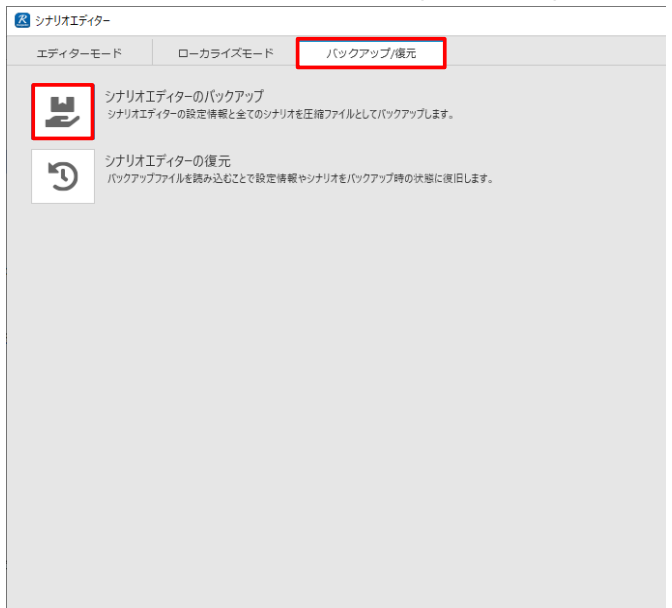 シナリオエディター
エディターモード
ローカライズモード
バックアップ/復元
シナリオエディターのバックアップ
シナリオエディターの設定情報と全てのシナリオを圧縮ファイルとしてバックアップします。
シナリオエディターの復元
バックアップファイルを読み込むことで設定情報やシナリオをバックアップ時の状態に復旧します。